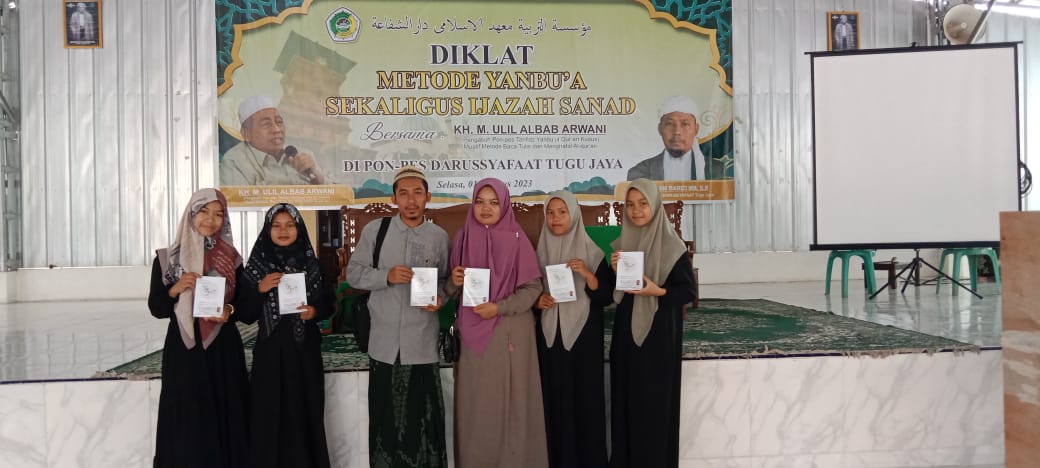 مؤسسة التربية معهد الاسلامى دار الشفاعة
DIKLAT
METODE YANBU'A
SEKALIGUS IJAZAH SANAD
Bersama : KH. M. ULIL ALBAB ARWANI
Pengasuh Pon-pes Tahfidz Yanbu'ul Qur'an Kudus
Metode Baca Tulis dan Menghafal Al-qur'an
DI PON-PES DARUSSYAFAAT TUGU JAYA
Selasa, 2023
KH. M. ULIL ALBAB ARWANI